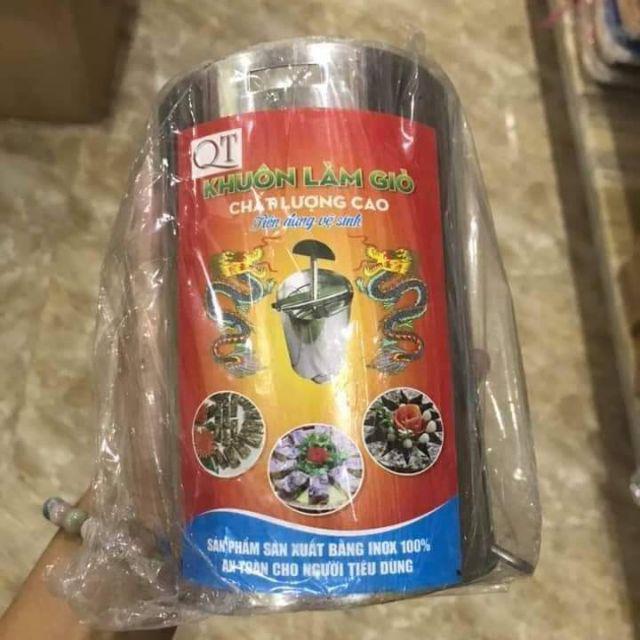 QT
KHUÔN LÀM GIÒ
CHẤT LƯỢNG CAO
Tiện dụng vệ sinh
SẢN PHẨM SẢN XUẤT BẰNG INOX 100%
AN TOÀN CHO NGƯỜI TIÊU DÙNG